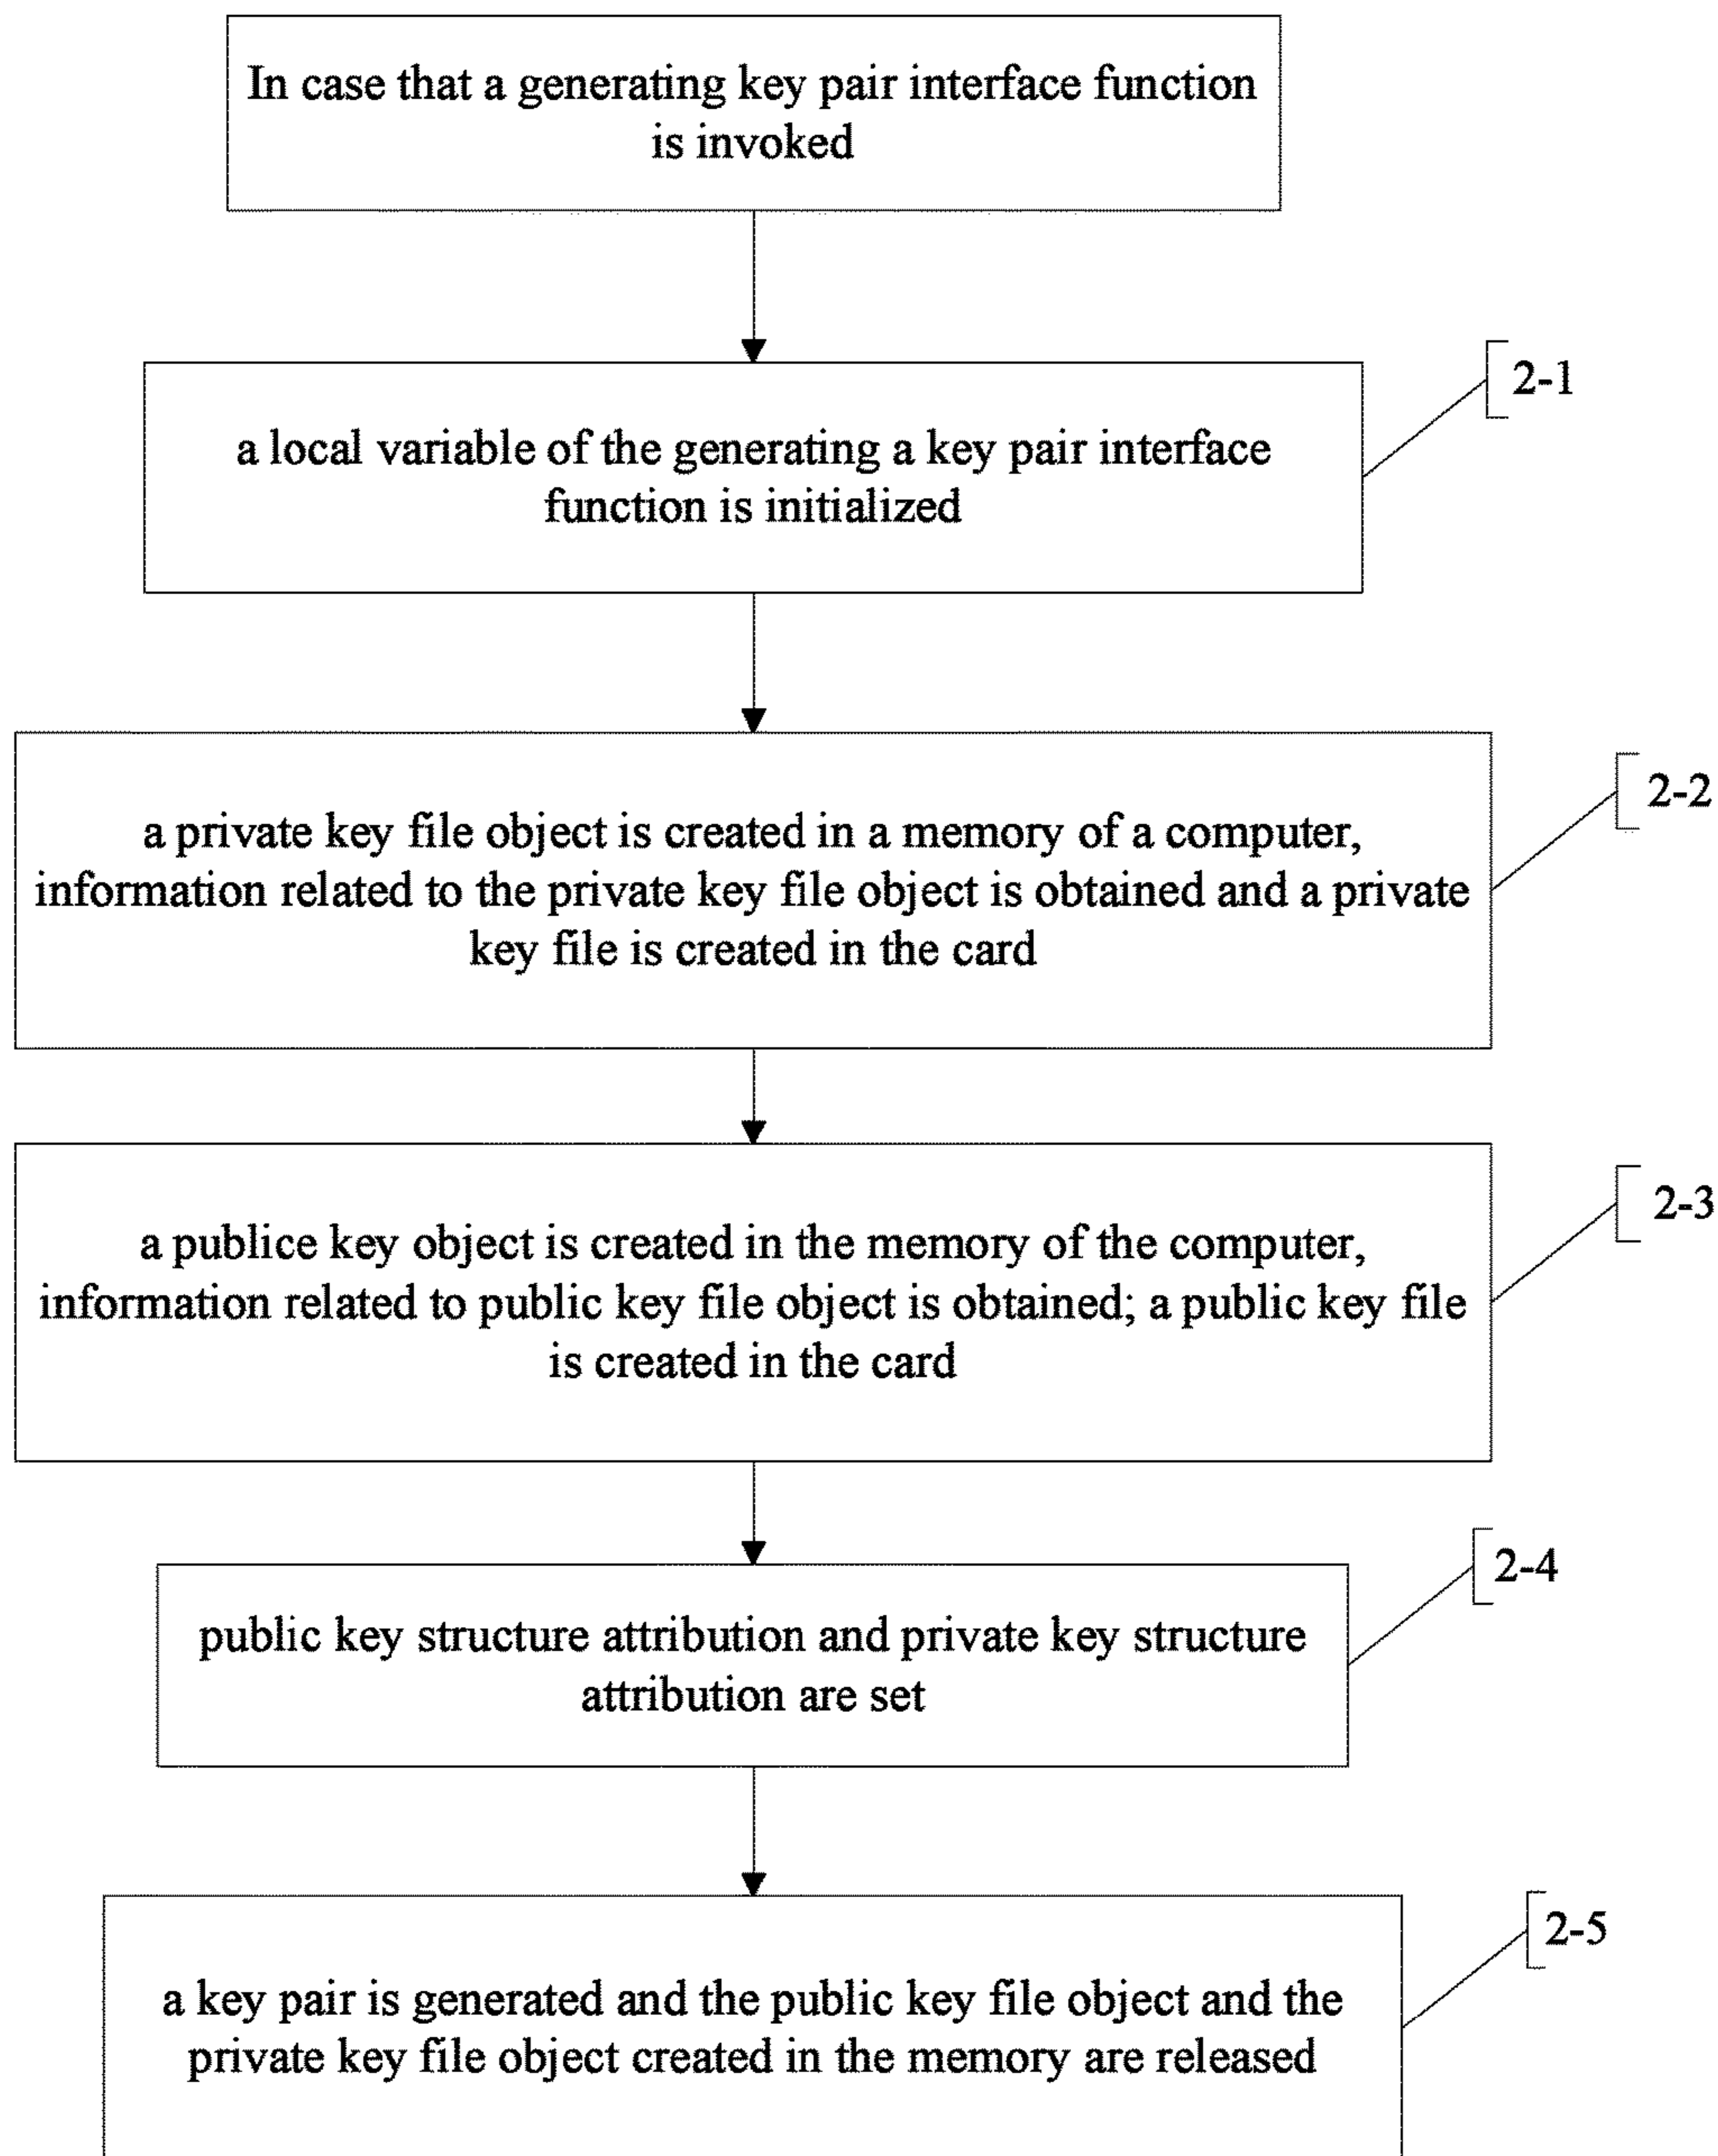 In case that a generating key pair interface function
is invoked
2-1
a local variable of the generating a key pair interface
function is initialized
2-2
a private key file object is created in a memory of a computer,
information related to the private key file object is obtained and a private
key file is created in the card
2-3
a publice key object is created in the memory of the computer,
information related to public key file object is obtained; a public key file
is created in the card
2-4
public key structure attribution and private key structure
attribution are set
2-5
a key pair is generated and the public key file object and the
private key file object created in the memory are released